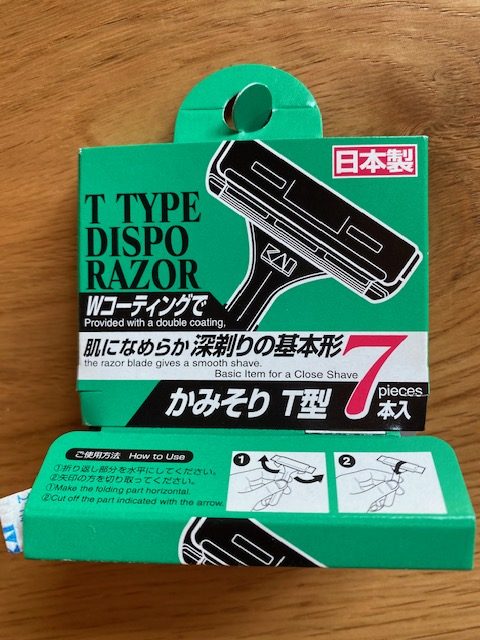 日本製
T TYPE
DISPO
RAZOR
KAI
Wコーティングで
Provided with a double coating,
肌になめらか 深剃りの基本形
the razor blade gives a smooth shave.
Basic Item for a Close Shave
かみそり T型
7
pieces
本入
ご使用方法 How to Use
①折り返し部分を水平にしてください。
②矢印の方を切り取ってください。
①Make the folding part horizontal.
②Cut off the part indicated with the arrow.
1
2